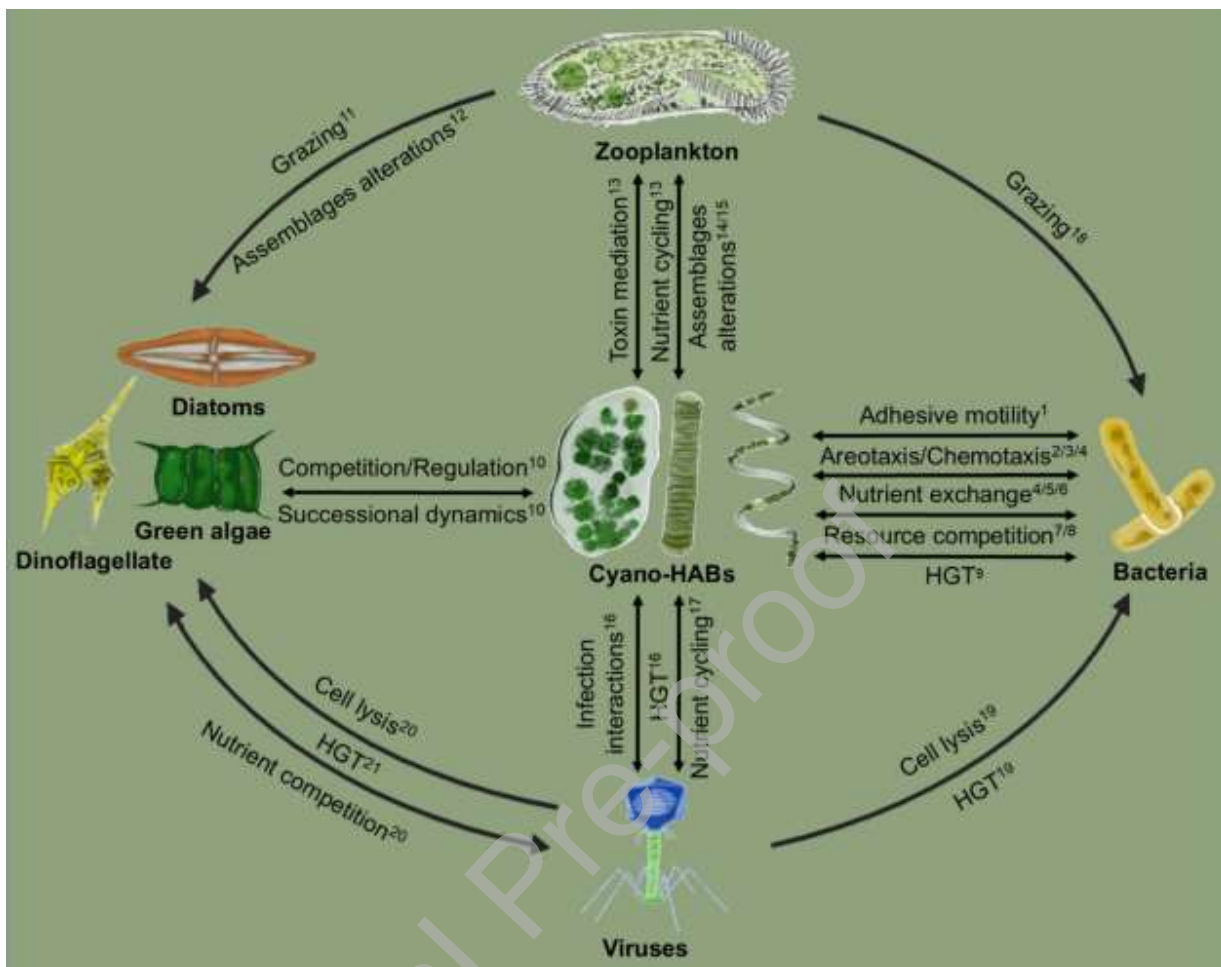 Zooplankton
Grazing¹¹
Assemblages alterations¹²
Toxin mediation¹³
Nutrient cycling¹³
Assemblages
alterations¹⁴/¹⁵
Grazing¹⁸
Diatoms
Green algae
Dinoflagellate
Competition/Regulation¹⁰
Successional dynamics¹⁰
Cyano-HABs
Adhesive motility¹
Areotaxis/Chemotaxis²/³/⁴
Nutrient exchange⁴/⁵/⁶
Resource competition⁷/⁸
HGT⁹
Bacteria
Infection
interactions¹⁶
HGT¹⁶
Nutrient cycling¹⁷
Cell lysis²⁰
HGT²¹
Nutrient competition²⁰
Cell lysis¹⁹
HGT¹⁹
Viruses
l Pre-proof